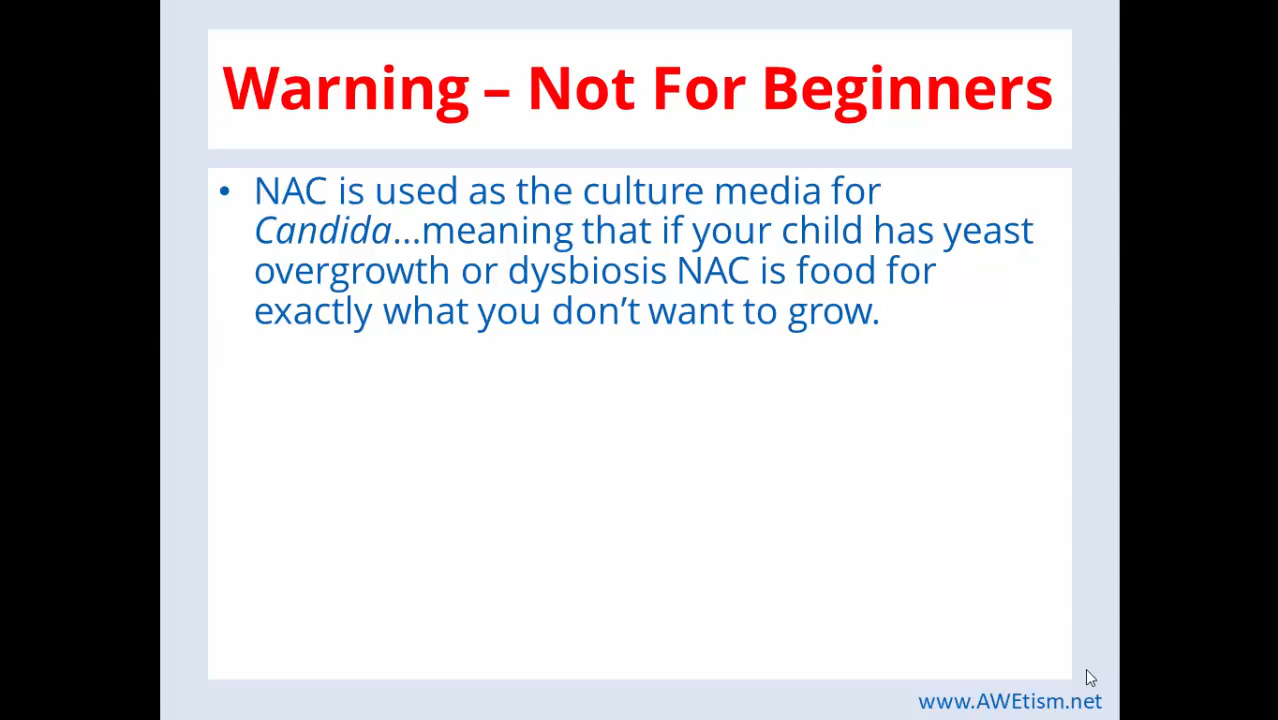 Warning – Not For Beginners
• NAC is used as the culture media for
Candida...meaning that if your child has yeast
overgrowth or dysbiosis NAC is food for
exactly what you don’t want to grow.
www.AWEtism.net